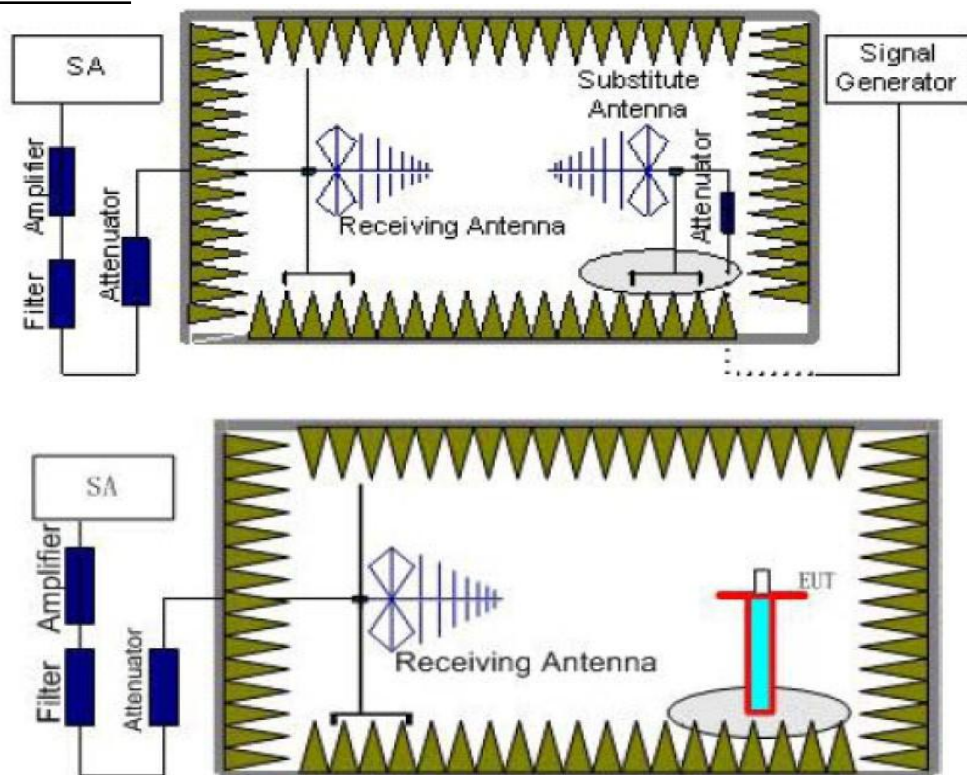 SA
Amplifier
Filter
Attenuator
Receiving Antenna
Substitute
Antenna
Attenuator
Signal
Generator
SA
Amplifier
Filter
Attenuator
Receiving Antenna
EUT